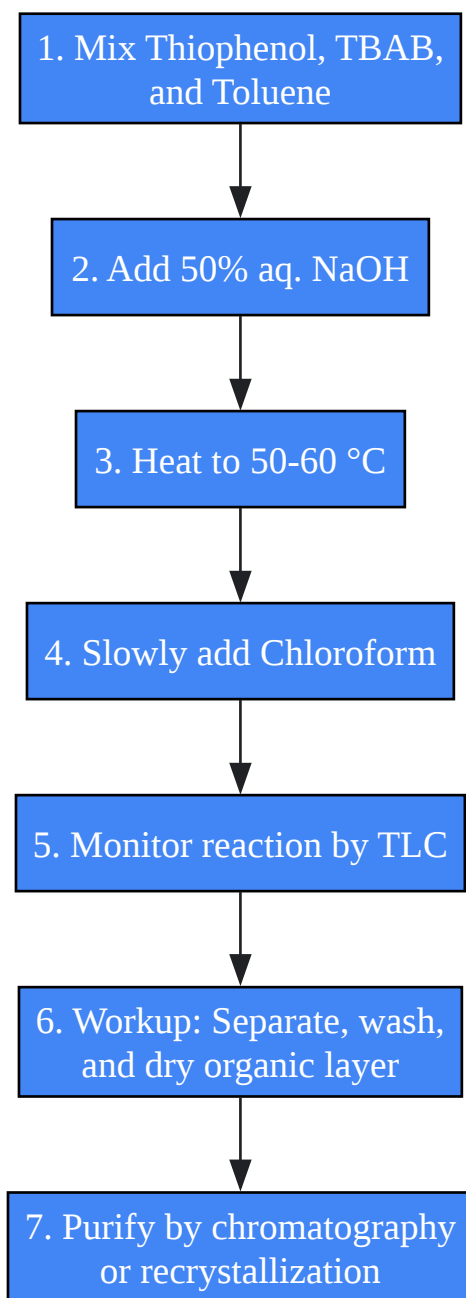 1. Mix Thiophenol, TBAB,
and Toluene
2. Add 50% aq. NaOH
3. Heat to 50-60 °C
4. Slowly add Chloroform
5. Monitor reaction by TLC
6. Workup: Separate, wash,
and dry organic layer
7. Purify by chromatography
or recrystallization